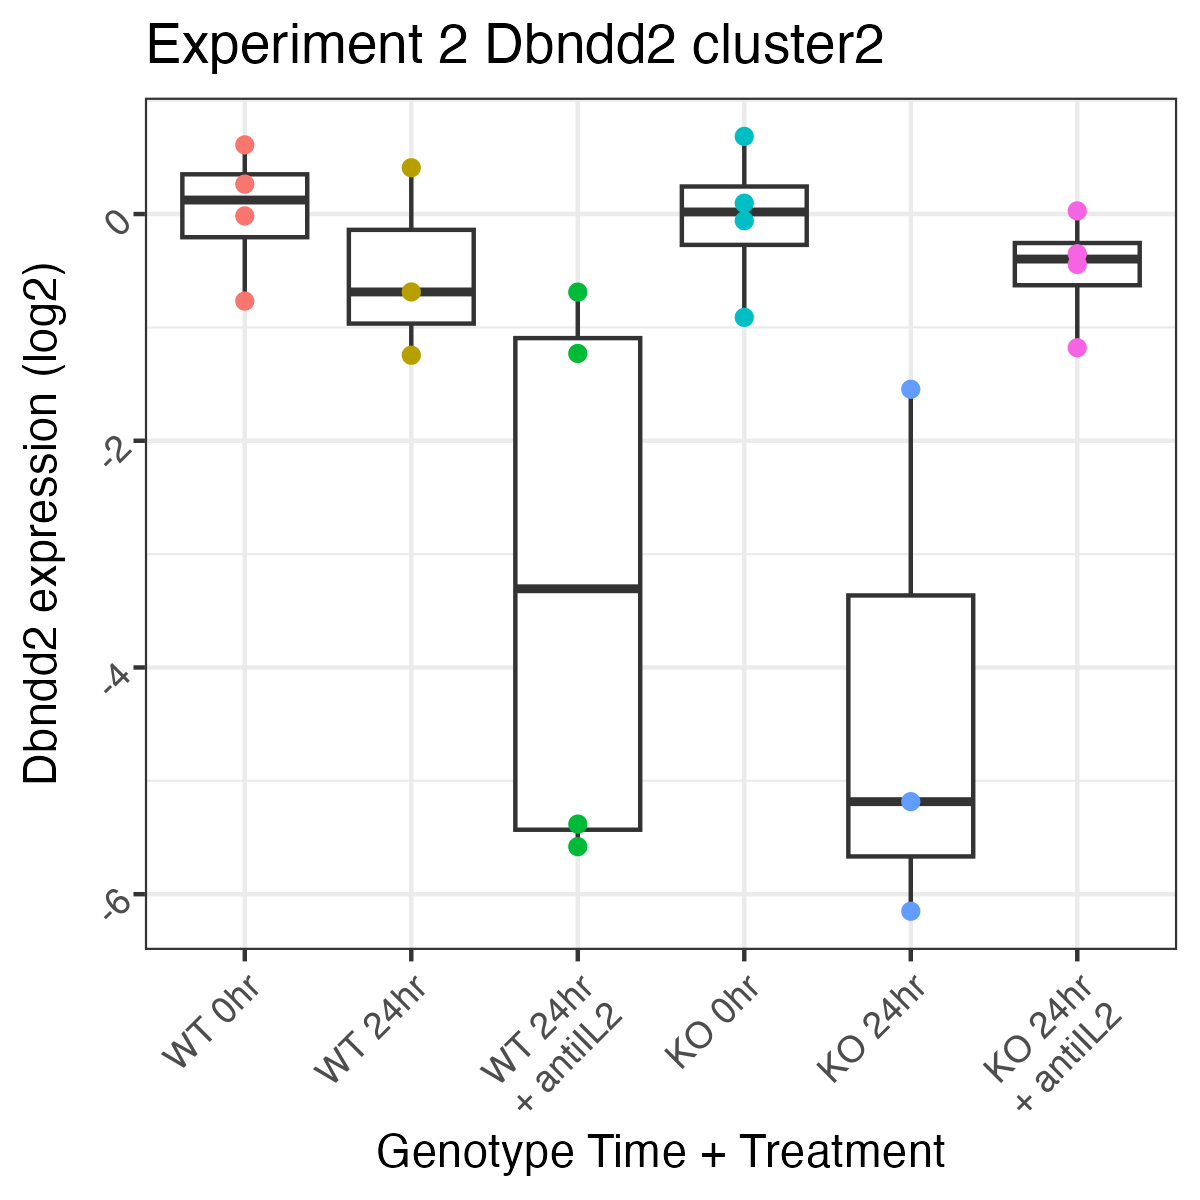 Experiment 2 Dbndd2 cluster2
Dbndd2 expression (log2)
0
-2
-4
-6
WT 0hr
WT 24hr
WT 24hr
+ antiIL2
KO 0hr
KO 24hr
KO 24hr
+ antiIL2
Genotype Time + Treatment